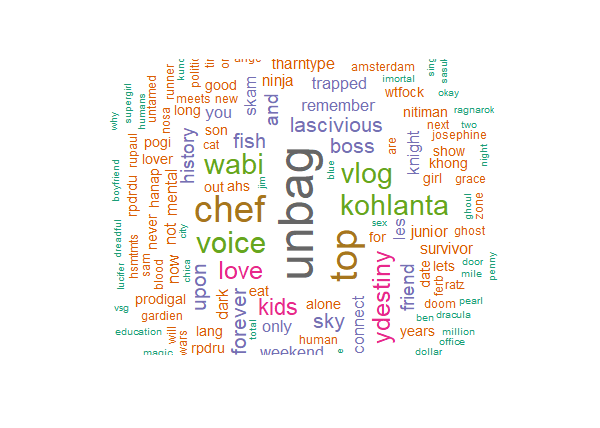 unbag
chef
top
voice
kohlanta
vlog
wabi
love
kids
ydestiny
sky
forever
upon
history
fish
boss
lascivious
friend
knight
les
connect
weekend
only
and
skam
you
trapped
remember
tharntype
amsterdam
imortal
wtfock
nitiman
ninja
good
new
meets
long
son
cat
out
ahs
jim
dark
eat
alone
human
total
lang
rpdru
will
wars
magic
education
gardien
prodigal
vsg
lucifer
dreadful
boyfriend
hsmtmts
sam
blood
now
chica
city
never
not
mental
hanap
rpdrdu
lover
pogi
rupaul
nosa
untamed
runner
politic
kund
supergirl
humans
why
of
blue
sex
for
are
next
two
josephine
show
khong
girl
grace
junior
ghost
survivor
zone
ghoul
night
ragnarok
okay
date
lets
ferb
ratz
door
mile
penny
doom
pearl
ben
dracula
years
million
office
dollar